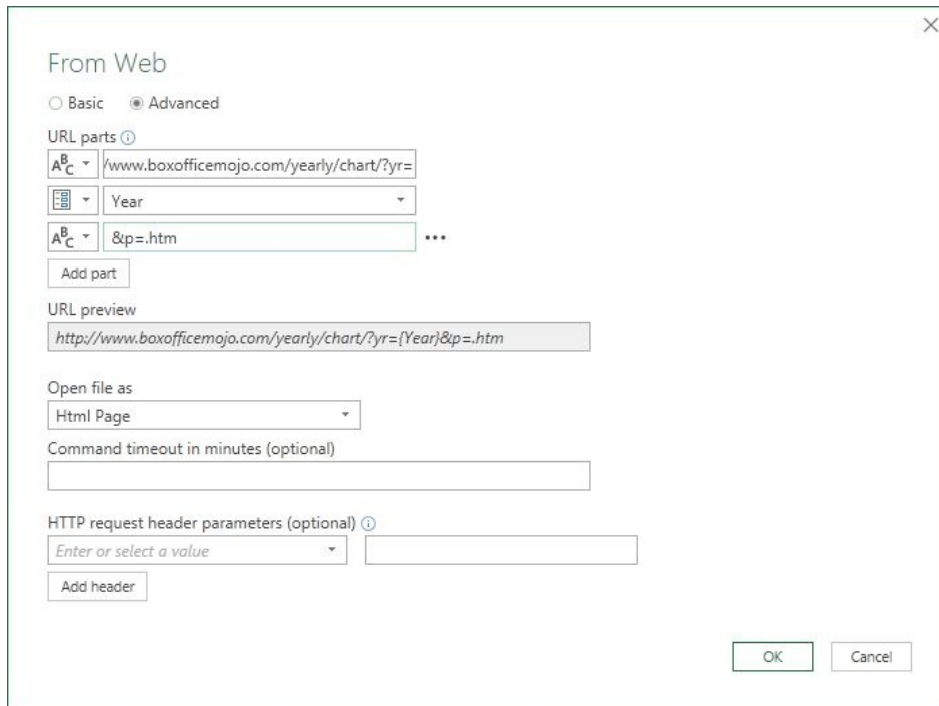 From Web
Basic Advanced
URL parts
ABC /www.boxofficemojo.com/yearly/chart/?yr=
Year
ABC &p=.htm
Add part
URL preview
http://www.boxofficemojo.com/yearly/chart/?yr={Year}&p=.htm
Open file as
Html Page
Command timeout in minutes (optional)
HTTP request header parameters (optional)
Enter or select a value
Add header
OK Cancel